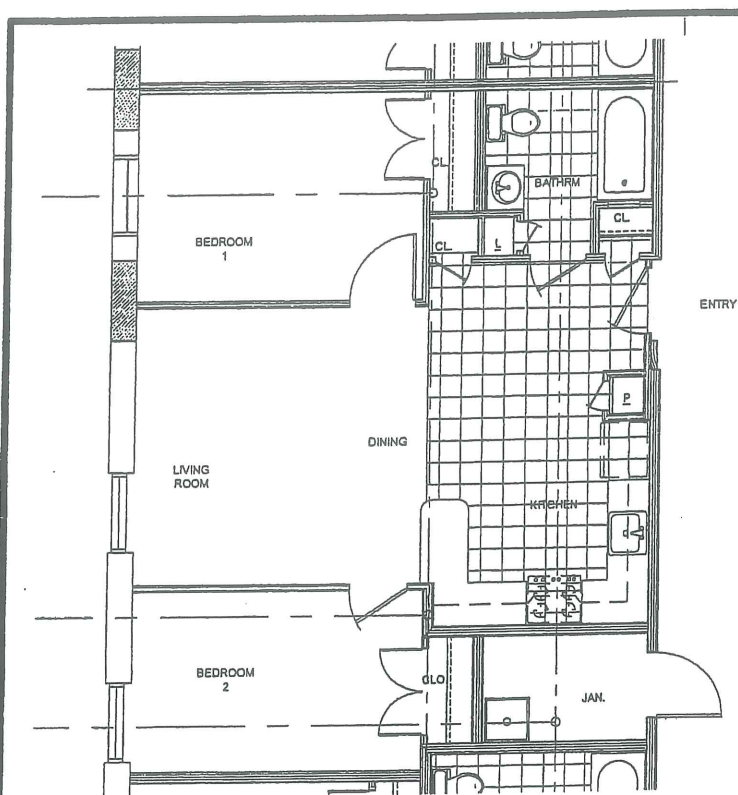 CL.
BATHRM
CL.
BEDROOM
1
CL.
L
ENTRY
P
DINING
LIVING
ROOM
KITCHEN
BEDROOM
2
CLO.
JAN.